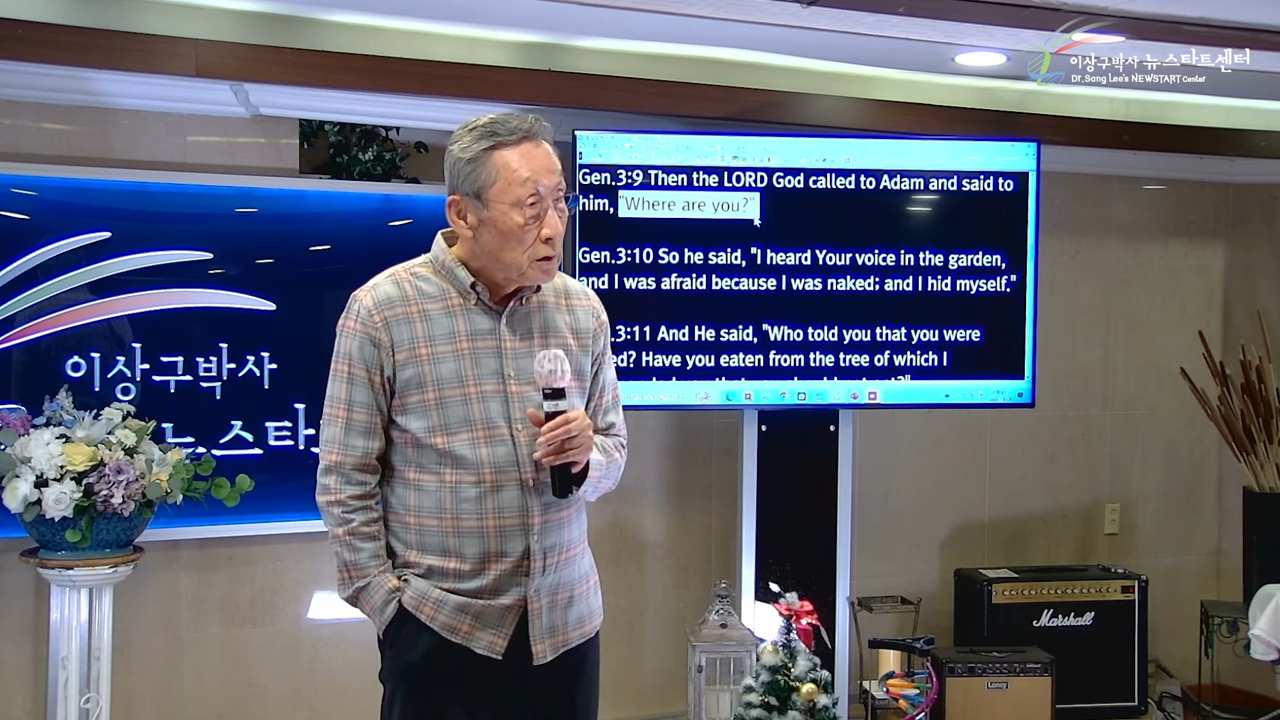 이상구박사 뉴스타트센터
Dr. Sang Lee's NEWSTART Center
Gen.3:9 Then the LORD God called to Adam and said to
him, "Where are you?"
Gen.3:10 So he said, "I heard Your voice in the garden,
and I was afraid because I was naked; and I hid myself."
.3:11 And He said, "Who told you that you were
ed? Have you eaten from the tree of which I
이상구박사
뉴스타
Marshall
Laney